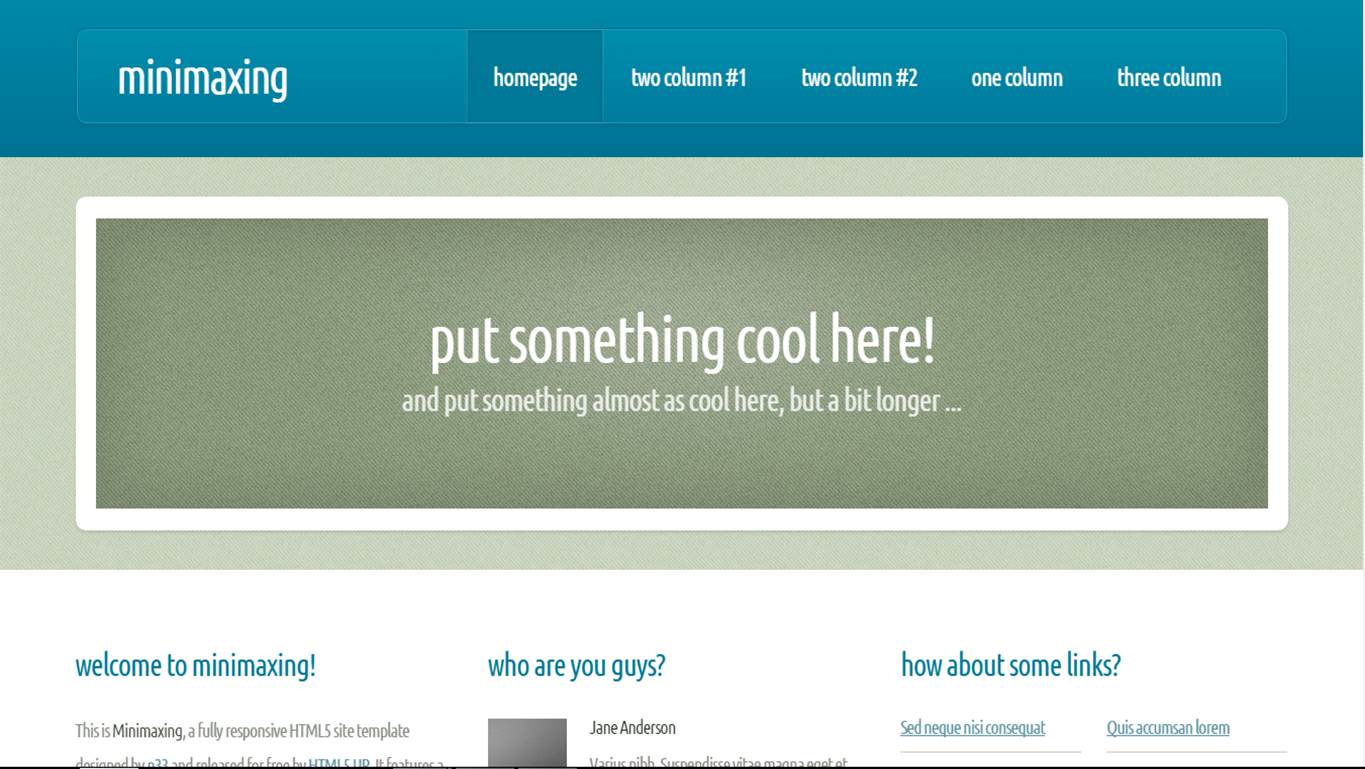 minimaxing
homepage two column #1 two column #2 one column three column
put something cool here!
and put something almost as cool here, but a bit longer ...
welcome to minimaxing!
This is Minimaxing, a fully responsive HTML5 site template
designed by n33 and released for free by HTML5 UP. It features a
who are you guys?
Jane Anderson
Varius nibh. Suspendisse vitae magna eget et
how about some links?
Sed neque nisi consequat
Quis accumsan lorem